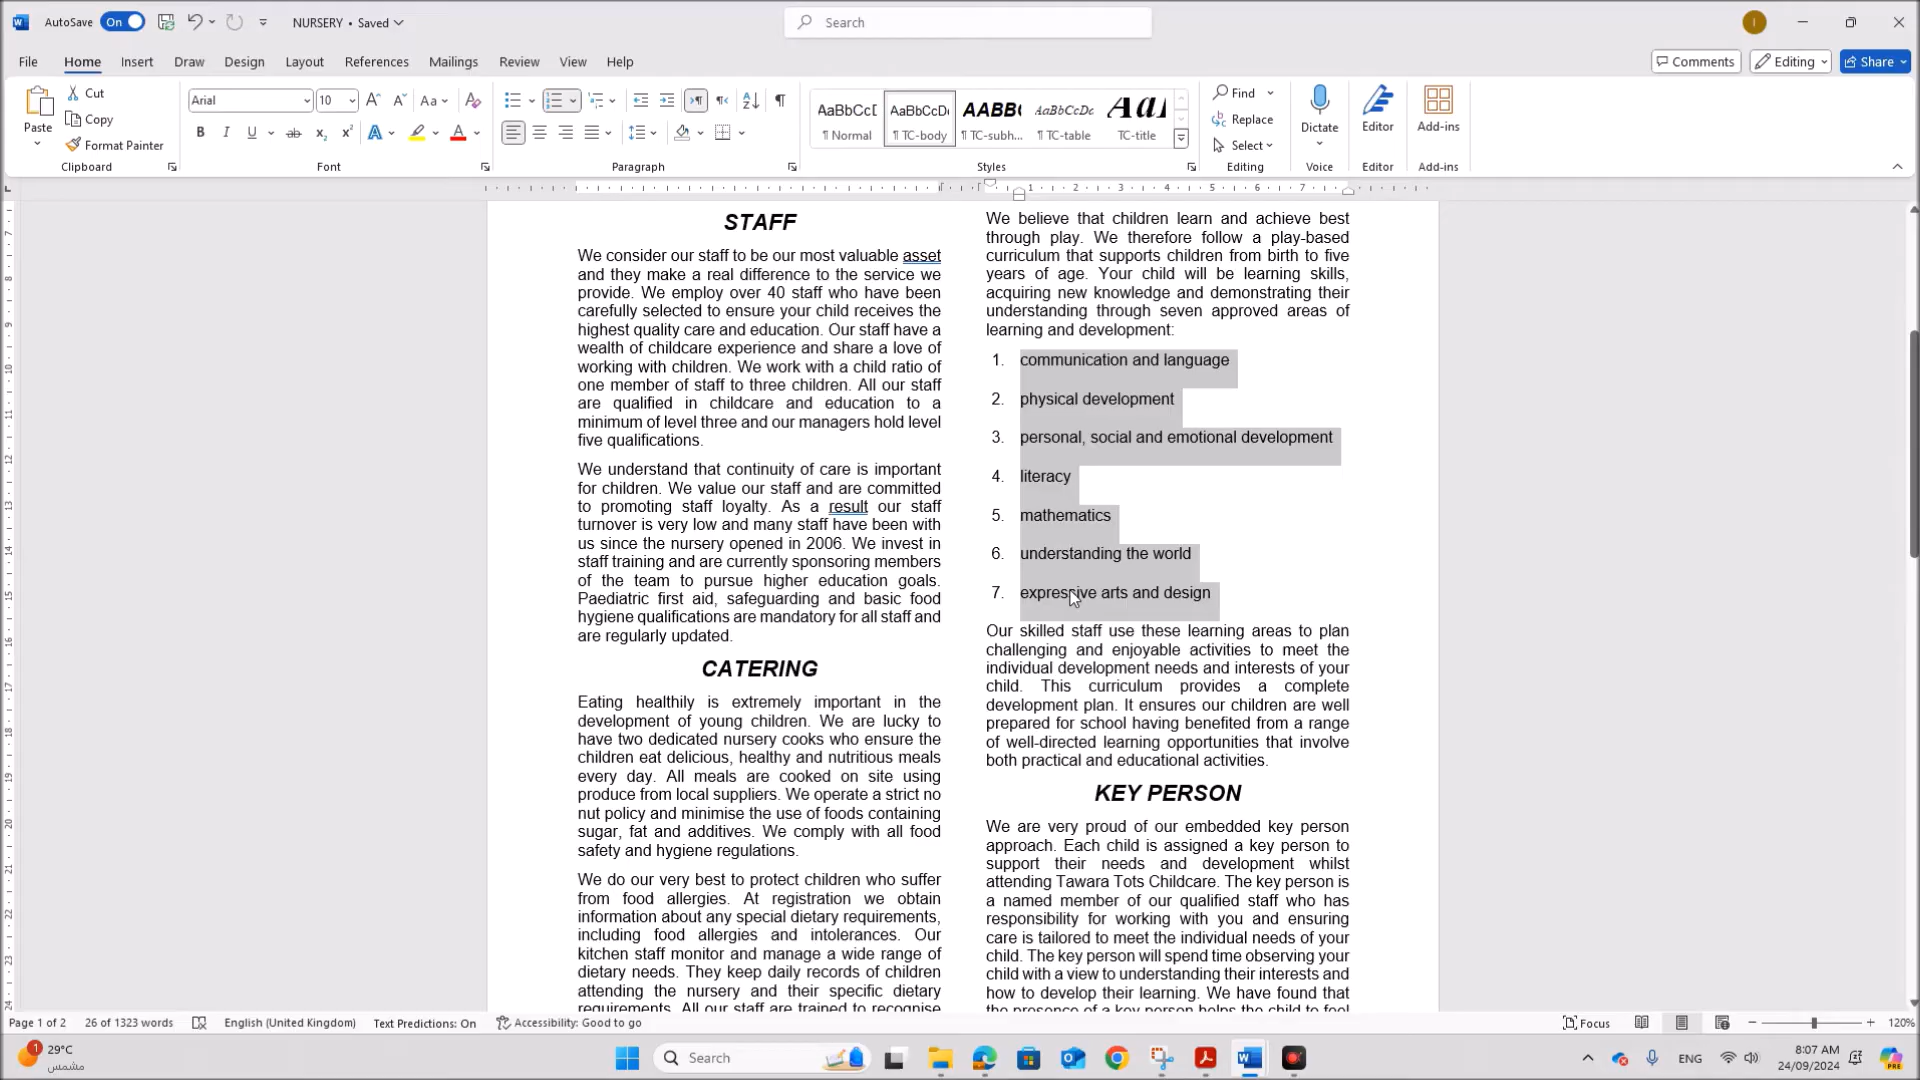 AutoSave On NURSERY • Saved Search
File Home Insert Draw Design Layout References Mailings Review View Help Comments Editing Share
Paste Cut Copy Format Painter
Clipboard
Arial 10
Font
Paragraph
AaBbCcD AaBbCcDc AABB( AaBbCcDc AaI
¶ Normal ¶ TC-body ¶ TC-subh... ¶ TC-table TC-title
Styles
Find Replace Select
Editing
Dictate
Voice
Editor
Editor
Add-ins
Add-ins
1 2 3 4 5 6 7
STAFF
We consider our staff to be our most valuable asset
and they make a real difference to the service we
provide. We employ over 40 staff who have been
carefully selected to ensure your child receives the
highest quality care and education. Our staff have a
wealth of childcare experience and share a love of
working with children. We work with a child ratio of
one member of staff to three children. All our staff
are qualified in childcare and education to a
minimum of level three and our managers hold level
five qualifications.
We understand that continuity of care is important
for children. We value our staff and are committed
to promoting staff loyalty. As a result our staff
turnover is very low and many staff have been with
us since the nursery opened in 2006. We invest in
staff training and are currently sponsoring members
of the team to pursue higher education goals.
Paediatric first aid, safeguarding and basic food
hygiene qualifications are mandatory for all staff and
are regularly updated.
CATERING
Eating healthily is extremely important in the
development of young children. We are lucky to
have two dedicated nursery cooks who ensure the
children eat delicious, healthy and nutritious meals
every day. All meals are cooked on site using
produce from local suppliers. We operate a strict no
nut policy and minimise the use of foods containing
sugar, fat and additives. We comply with all food
safety and hygiene regulations.
We do our very best to protect children who suffer
from food allergies. At registration we obtain
information about any special dietary requirements,
including food allergies and intolerances. Our
kitchen staff monitor and manage a wide range of
dietary needs. They keep daily records of children
attending the nursery and their specific dietary
requirements. All our staff are trained to recognise
We believe that children learn and achieve best
through play. We therefore follow a play-based
curriculum that supports children from birth to five
years of age. Your child will be learning skills,
acquiring new knowledge and demonstrating their
understanding through seven approved areas of
learning and development:
1. communication and language
2. physical development
3. personal, social and emotional development
4. literacy
5. mathematics
6. understanding the world
7. expressive arts and design
Our skilled staff use these learning areas to plan
challenging and enjoyable activities to meet the
individual development needs and interests of your
child. This curriculum provides a complete
development plan. It ensures our children are well
prepared for school having benefited from a range
of well-directed learning opportunities that involve
both practical and educational activities.
KEY PERSON
We are very proud of our embedded key person
approach. Each child is assigned a key person to
support their needs and development whilst
attending Tawara Tots Childcare. The key person is
a named member of our qualified staff who has
responsibility for working with you and ensuring
care is tailored to meet the individual needs of your
child. The key person will spend time observing your
child with a view to understanding their interests and
how to develop their learning. We have found that
the presence of a key person helps the child to feel
Page 1 of 2 26 of 1323 words English (United Kingdom) Text Predictions: On Accessibility: Good to go Focus 120%
1 29°C
مشمس
Search
ENG
8:07 AM
24/09/2024